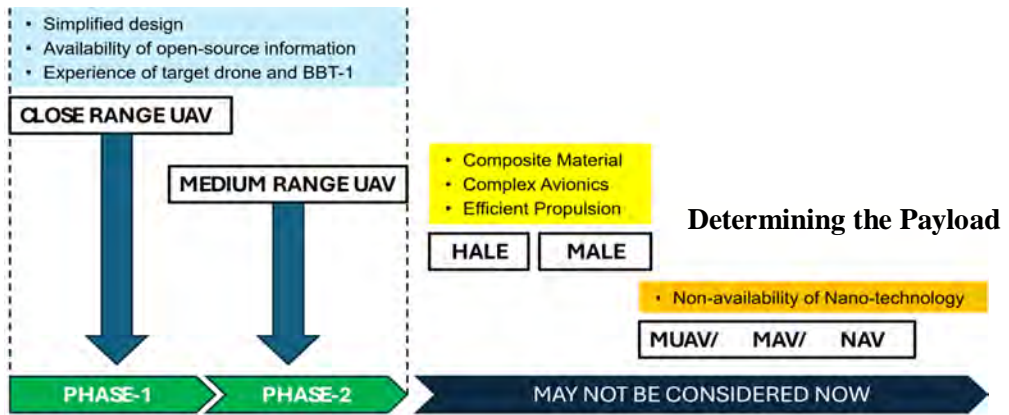 • Simplified design
• Availability of open-source information
• Experience of target drone and BBT-1
CLOSE RANGE UAV
MEDIUM RANGE UAV
• Composite Material
• Complex Avionics
• Efficient Propulsion
HALE
MALE
Determining the Payload
• Non-availability of Nano-technology
MUAV/ MAV/ NAV
PHASE-1
PHASE-2
MAY NOT BE CONSIDERED NOW